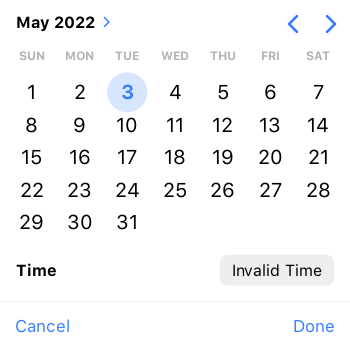 May 2022
SUN MON TUE WED THU FRI SAT
1 2 3 4 5 6 7
8 9 10 11 12 13 14
15 16 17 18 19 20 21
22 23 24 25 26 27 28
29 30 31
Time Invalid Time
Cancel Done